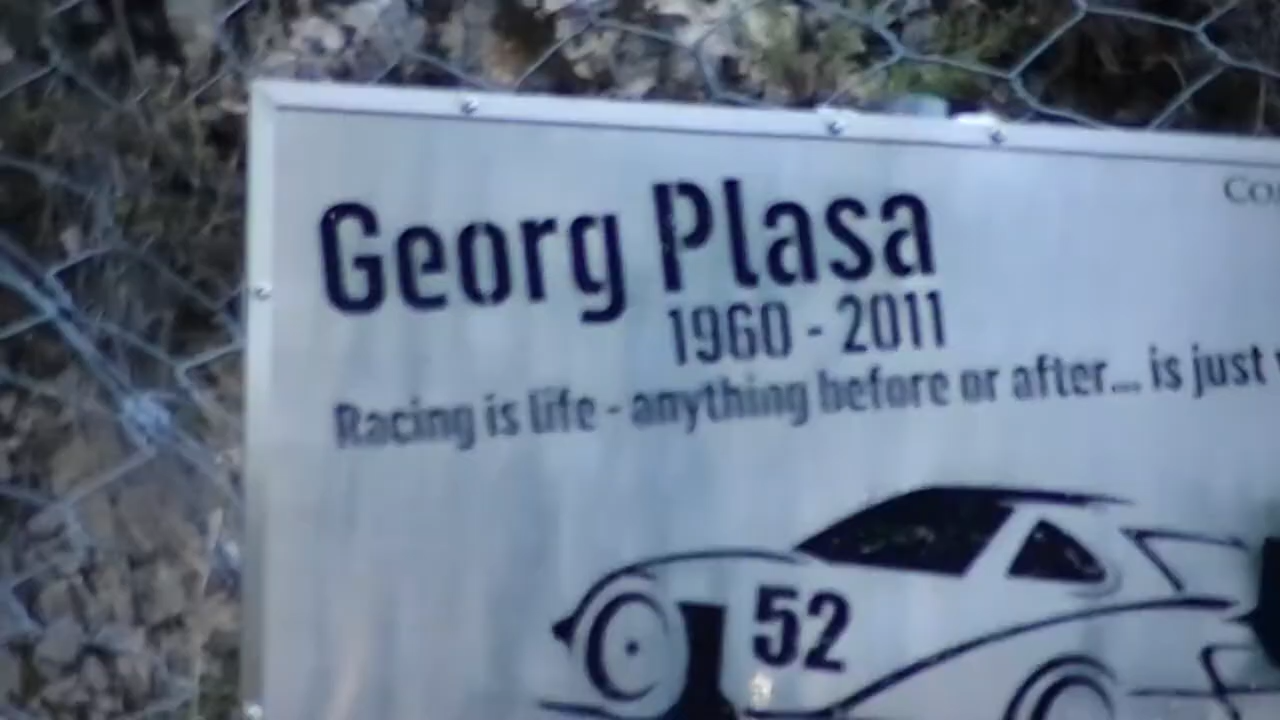 Georg Plasa
1960 - 2011
Racing is life - anything before or after... is just
52